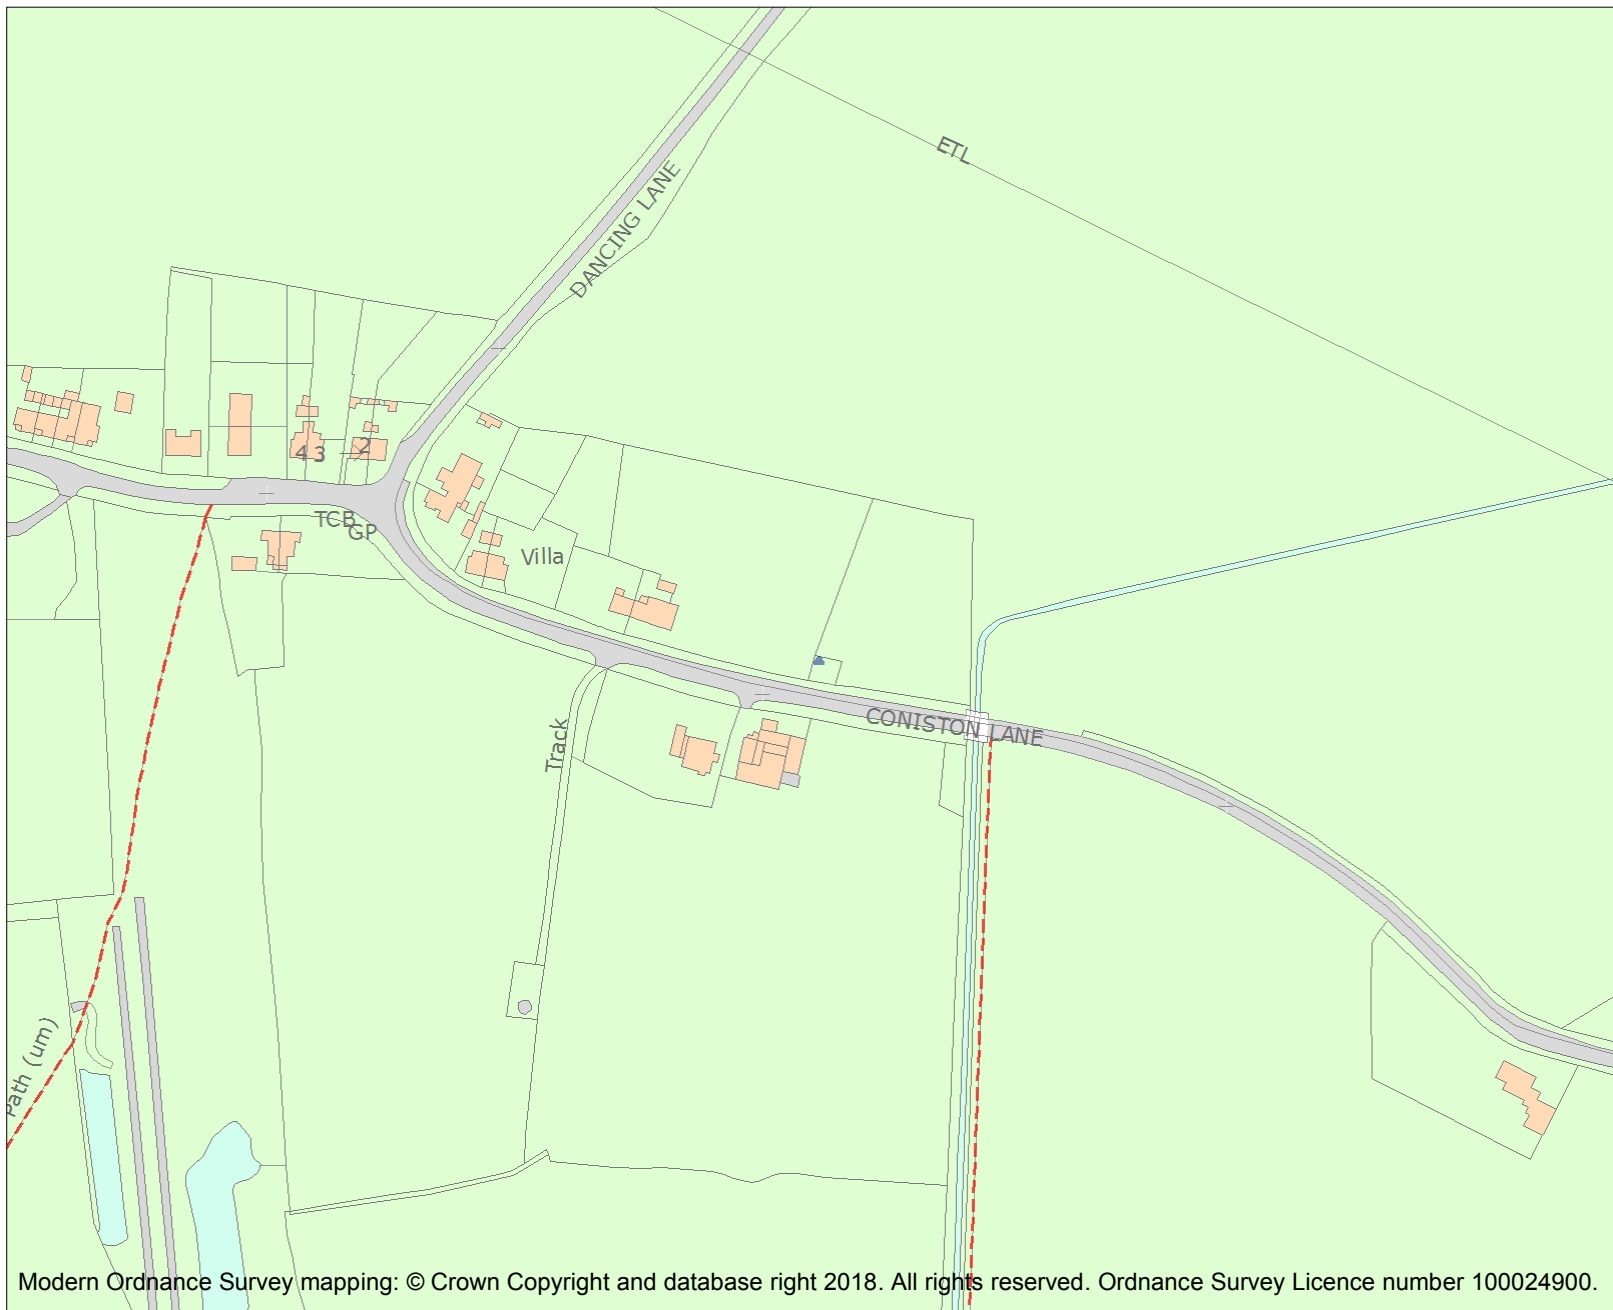 ETL
DANCING LANE
4 3
2
TCB
GP
Villa
CONISTON LANE
Track
Path (um)
Modern Ordnance Survey mapping: © Crown Copyright and database right 2018. All rights reserved. Ordnance Survey Licence number 100024900.